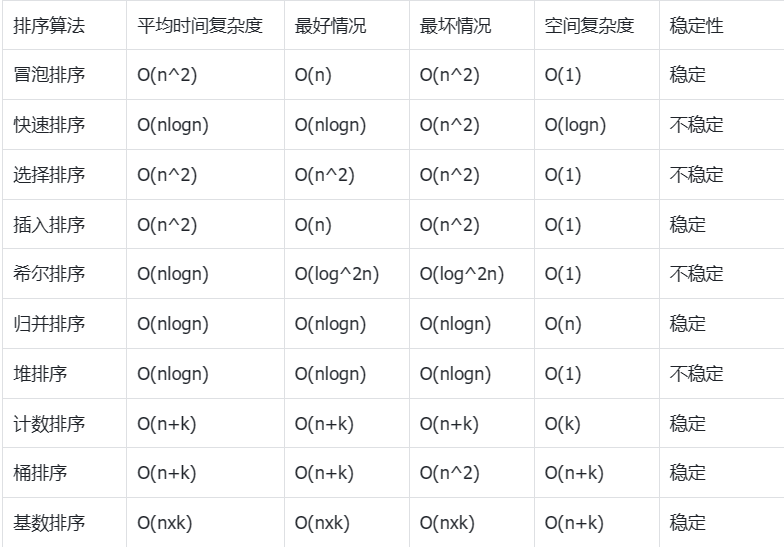 排序算法 平均时间复杂度 最好情况 最坏情况 空间复杂度 稳定性
冒泡排序 O(n^2) O(n) O(n^2) O(1) 稳定
快速排序 O(nlogn) O(nlogn) O(n^2) O(logn) 不稳定
选择排序 O(n^2) O(n^2) O(n^2) O(1) 不稳定
插入排序 O(n^2) O(n) O(n^2) O(1) 稳定
希尔排序 O(nlogn) O(log^2n) O(log^2n) O(1) 不稳定
归并排序 O(nlogn) O(nlogn) O(nlogn) O(n) 稳定
堆排序 O(nlogn) O(nlogn) O(nlogn) O(1) 不稳定
计数排序 O(n+k) O(n+k) O(n+k) O(k) 稳定
桶排序 O(n+k) O(n+k) O(n^2) O(n+k) 稳定
基数排序 O(nxk) O(nxk) O(nxk) O(n+k) 稳定